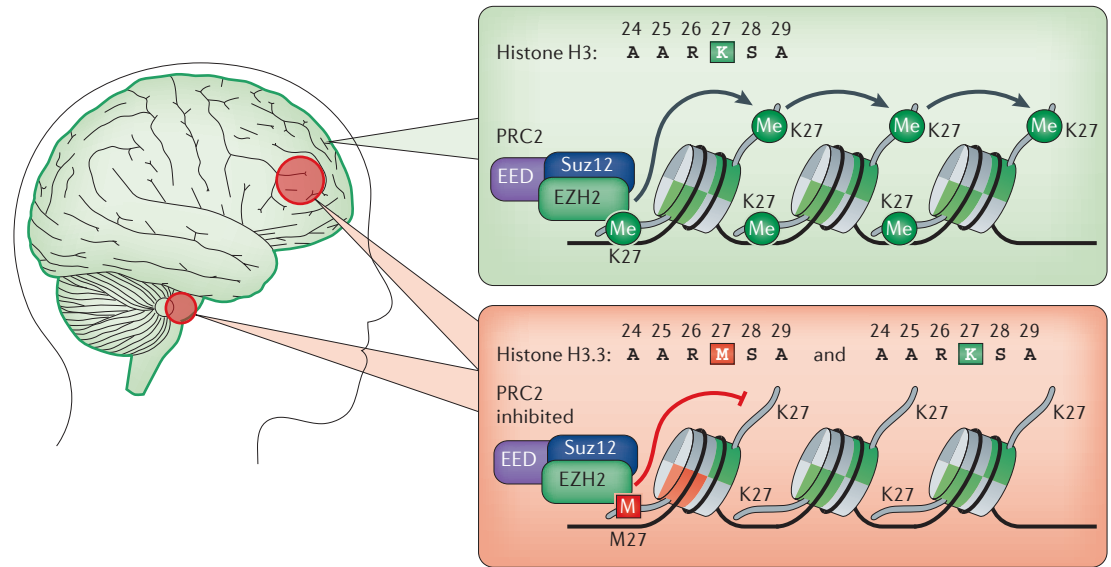 24 25 26 27 28 29
Histone H3: A A R K S A
PRC2
EED
Suz12
EZH2
Me K27
Me K27
Me K27
Me
K27
K27
Me
K27
Me
24 25 26 27 28 29 24 25 26 27 28 29
Histone H3.3: A A R M S A and A A R K S A
PRC2
inhibited
EED
Suz12
EZH2
K27
K27
K27
M
M27
K27
K27